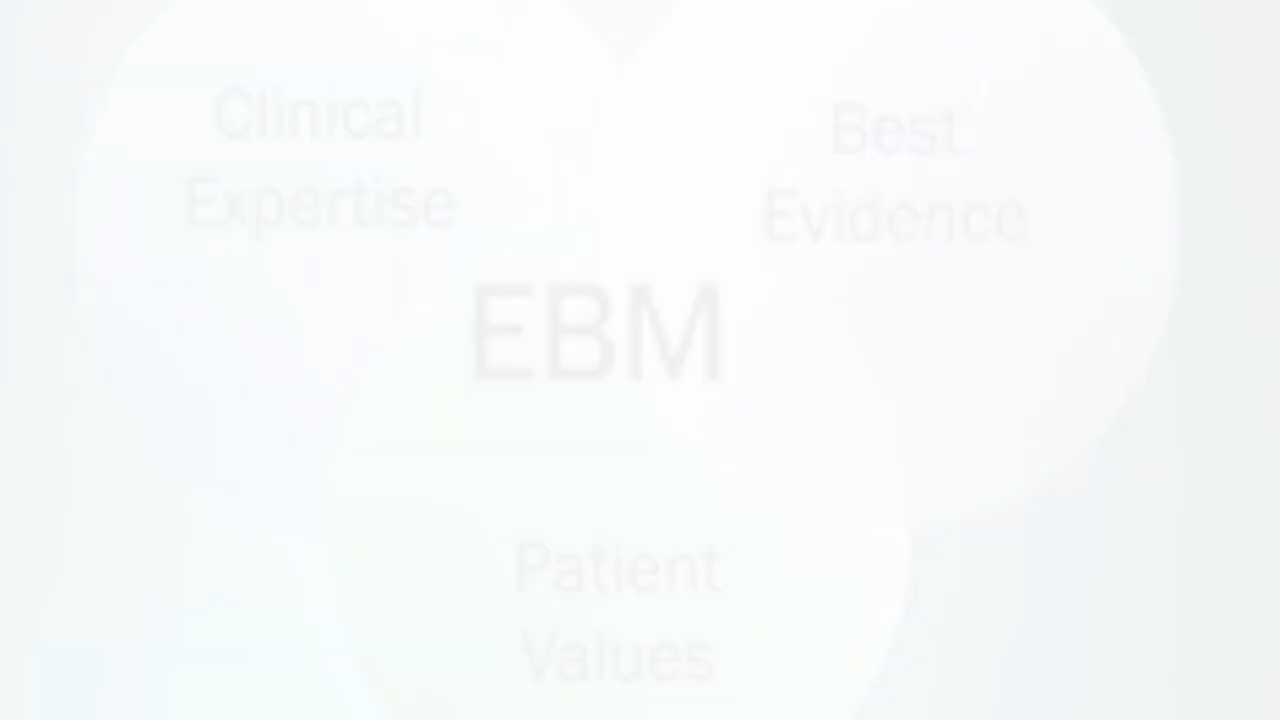 Clinical
Expertise
Best
Evidence
EBM
Patient
Values